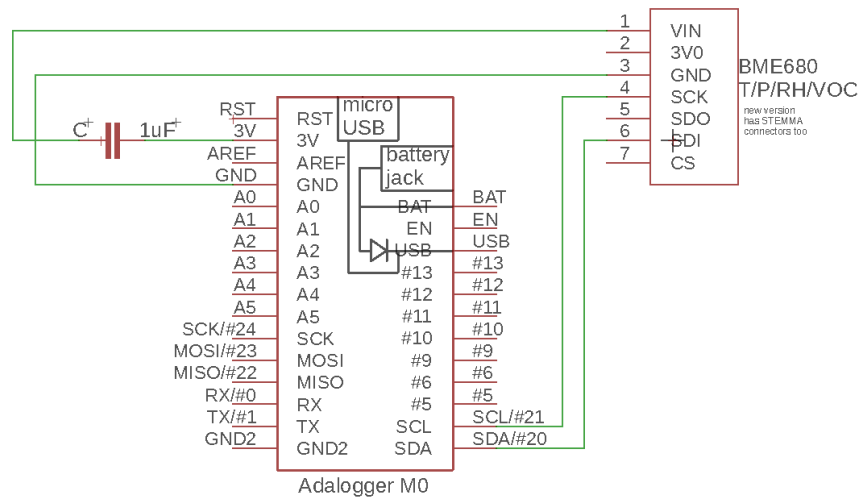 1
VIN
2
3V0
3
GND
4
SCK
5
SDO
6
SDI
7
CS
BME680
T/P/RH/VOC
new version
has STEMMA
connectors too
C
1uF
micro
USB
battery
jack
RST
RST
3V
3V
AREF
AREF
GND
GND
A0
A0
A1
A1
A2
A2
A3
A3
A4
A4
A5
A5
SCK/#24
SCK
MOSI/#23
MOSI
MISO/#22
MISO
RX/#0
RX
TX/#1
TX
GND2
GND2
BAT
BAT
EN
EN
USB
USB
#13
#13
#12
#12
#11
#11
#10
#10
#9
#9
#6
#6
#5
#5
SCL
SCL/#21
SDA
SDA/#20
Adalogger M0